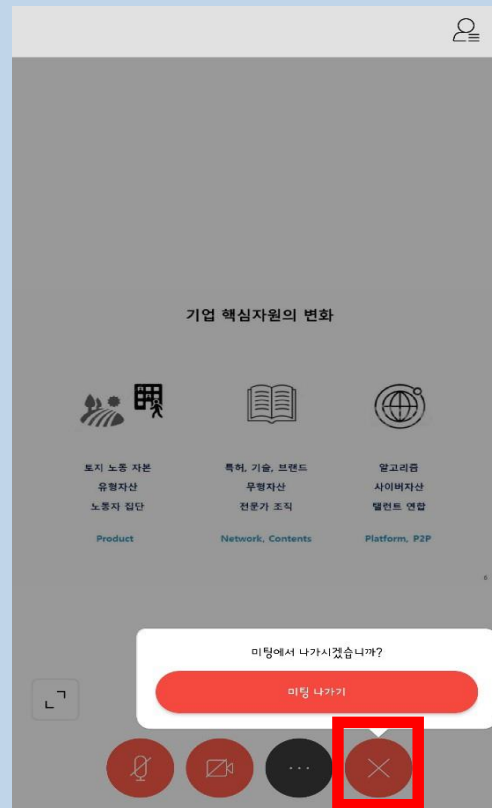 기업 핵심자원의 변화
토지 노동 자본
유형자산
노동자 집단
Product
특허, 기술, 브랜드
무형자산
전문가 조직
Network, Contents
알고리즘
사이버자산
탤런트 연합
Platform, P2P
6
미팅에서 나가시겠습니까?
미팅 나가기